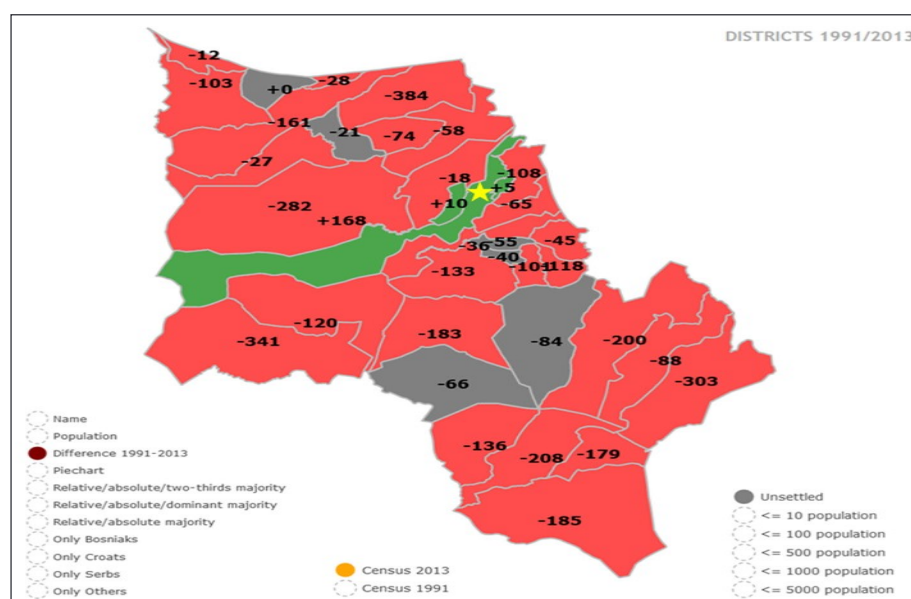 DISTRICTS 1991/2013
-12
-103
+0
-28
-384
-161
-21
-74
-58
-27
-18
-108
+5
+10
-65
-282
+168
-36
-55
-45
-40
-133
-101
-118
-120
-341
-183
-84
-200
-88
-303
-66
-136
-208
-179
-185
Name
Population
Difference 1991-2013
Piechart
Relative/absolute/two-thirds majority
Relative/absolute/dominant majority
Relative/absolute majority
Only Bosniaks
Only Croats
Only Serbs
Only Others
Census 2013
Census 1991
Unsettled
<= 10 population
<= 100 population
<= 500 population
<= 1000 population
<= 5000 population